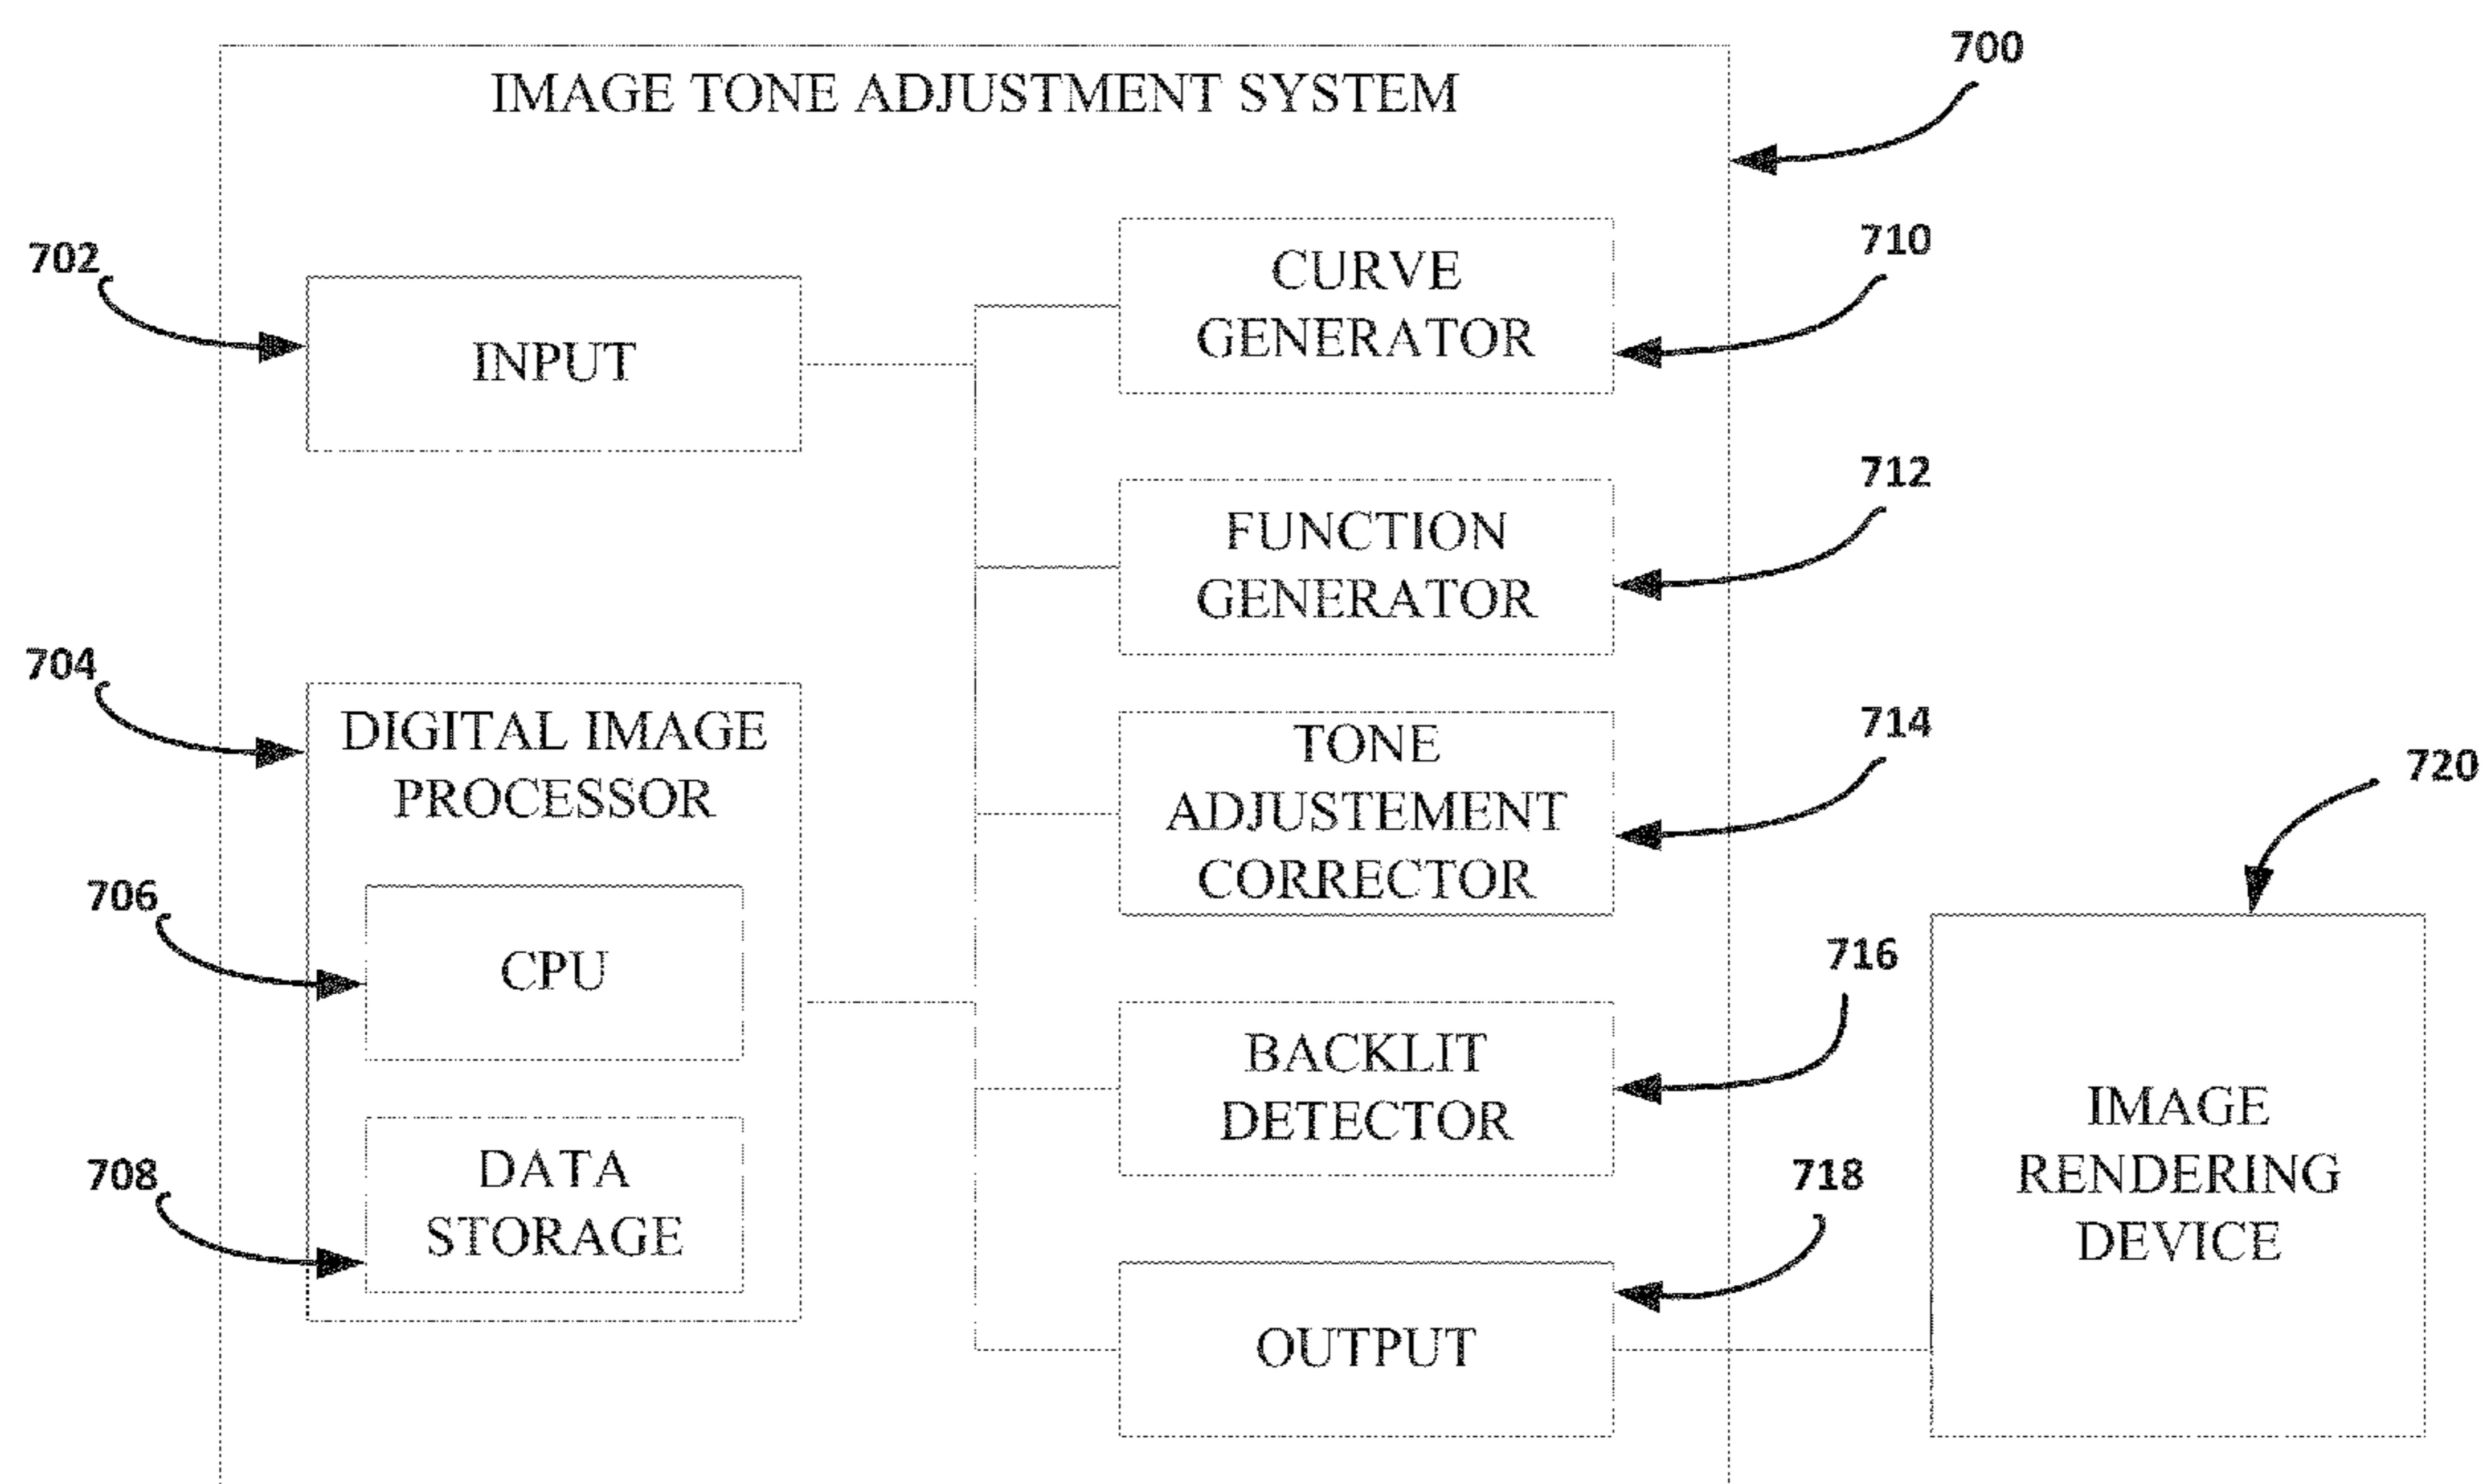 IMAGE TONE ADJUSTMENT SYSTEM
700
702
INPUT
CURVE
GENERATOR
710
FUNCTION
GENERATOR
712
704
DIGITAL IMAGE
PROCESSOR
706
CPU
708
DATA
STORAGE
TONE
ADJUSTEMENT
CORRECTOR
714
BACKLIT
DETECTOR
716
OUTPUT
718
720
IMAGE
RENDERING
DEVICE